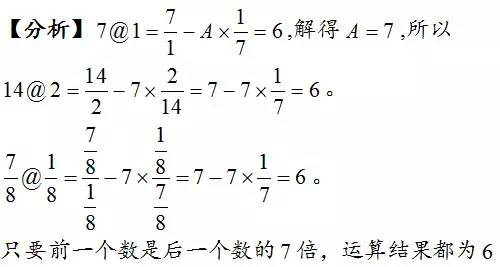 【分析】7@1=7/1-A×1/7=6,解得A=7,所以
14@2=14/2-7×2/14=7-7×1/7=6。
7/8@1/8=(7/8)/(1/8)-7×(1/8)/(7/8)=7-7×1/7=6。
只要前一个数是后一个数的7倍，运算结果都为6